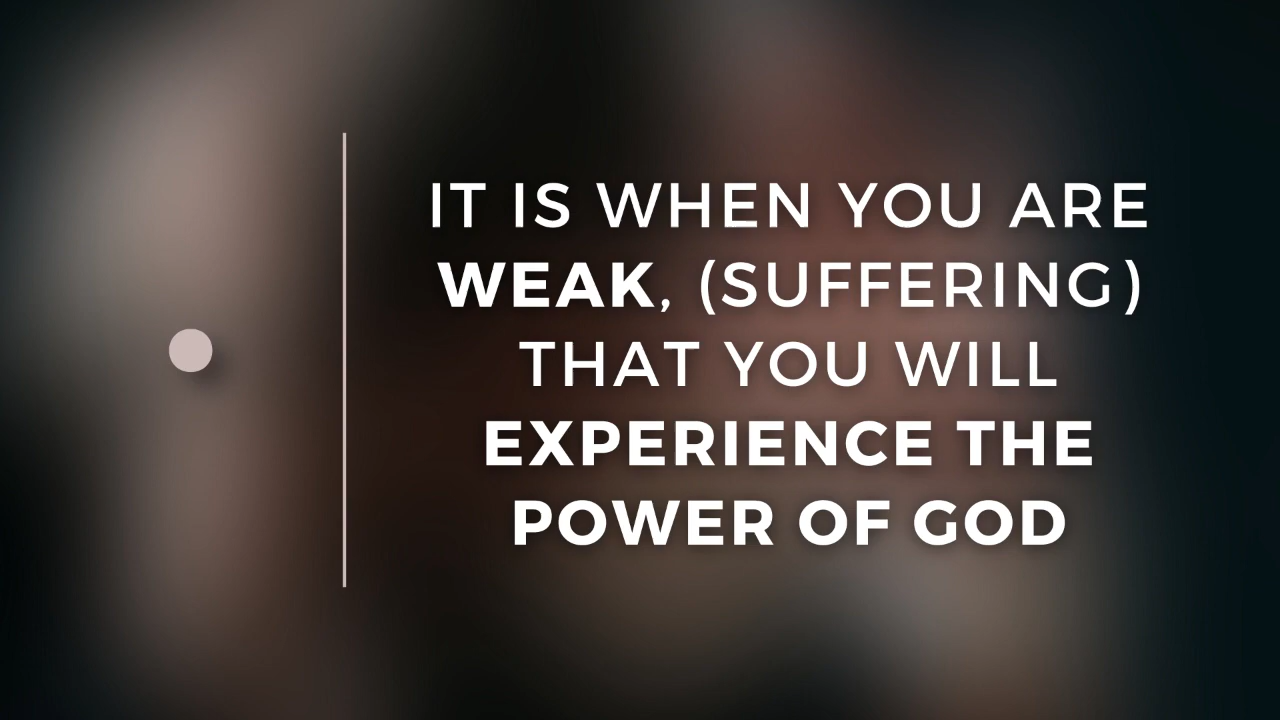 IT IS WHEN YOU ARE
WEAK, (SUFFERING)
THAT YOU WILL
EXPERIENCE THE
POWER OF GOD